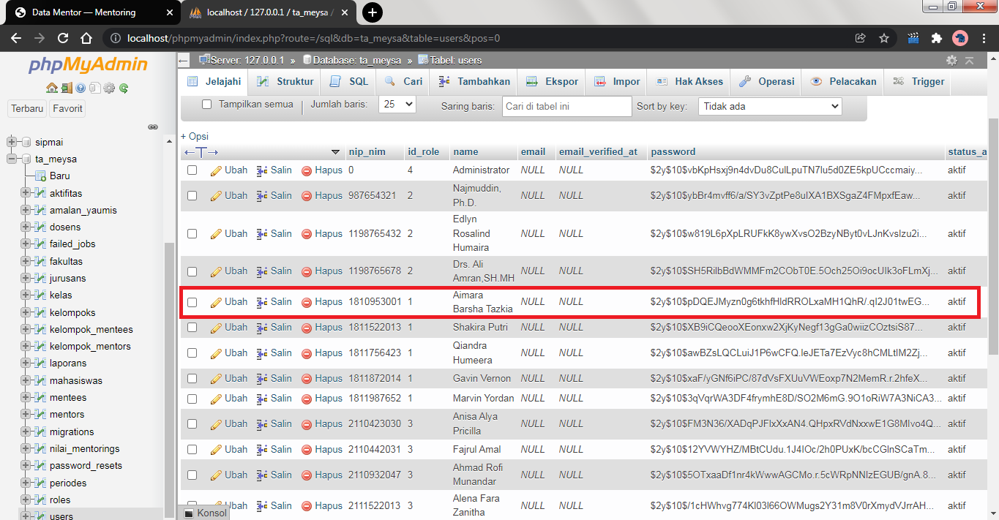 Data Mentor — Mentoring
localhost / 127.0.0.1 / ta_meysa /
localhost/phpmyadmin/index.php?route=/sql&db=ta_meysa&table=users&pos=0
phpMyAdmin
Terbaru Favorit
sipmai
ta_meysa
Baru
aktifitas
amalan_yaumis
dosens
failed_jobs
fakultas
jurusans
kelas
kelompoks
kelompok_mentees
kelompok_mentors
laporans
mahasiswas
mentees
mentors
migrations
nilai_mentorings
password_resets
periodes
roles
users
Server: 127.0.0.1 » Database: ta_meysa » Tabel: users
Jelajahi Struktur SQL Cari Tambahkan Ekspor Impor Hak Akses Operasi Pelacakan Trigger
Tampilkan semua Jumlah baris: 25 Saring baris: Cari di tabel ini Sort by key: Tidak ada
+ Opsi
←T→ nip_nim id_role name email email_verified_at password status_a
Ubah Salin Hapus 0 4 Administrator NULL NULL $2y$10$vbKpHsxj9n4dvDu8CulLpuTN7lu5d0ZE5kpUCccmaiy... aktif
Ubah Salin Hapus 987654321 2 Najmuddin, Ph.D. NULL NULL $2y$10$ybBr4mvff6/a/SY3vZptPe8ulXA1BXSgaZ4FMpxfEaw... aktif
Ubah Salin Hapus 1198765432 2 Edlyn Rosalind Humaira NULL NULL $2y$10$w819L6pXpLRUFkK8ywXvsO2BzyNByt0vLJnKvsIzu2i... aktif
Ubah Salin Hapus 1198765678 2 Drs. Ali Amran,SH.MH NULL NULL $2y$10$SH5RilbBdWMMFm2CObT0E.5Och25Oi9ocUIk3oFLmXj... aktif
Ubah Salin Hapus 1810953001 1 Aimara Barsha Tazkia NULL NULL $2y$10$pDQEJMyzn0g6tkhfHldRROLxaMH1QhR/.qI2J01twEG... aktif
Ubah Salin Hapus 1811522013 1 Shakira Putri NULL NULL $2y$10$XB9iCQeooXEonxw2XjKyNegf13gGa0wiizCOztsiS87... aktif
Ubah Salin Hapus 1811756423 1 Qiandra Humeera NULL NULL $2y$10$awBZsLQCLuiJ1P6wCFQ.IeJETa7EzVyc8hCMLtlM2Zj... aktif
Ubah Salin Hapus 1811872014 1 Gavin Vernon NULL NULL $2y$10$xaF/yGNf6iPC/87dVsFXUuVWEoxp7N2MemR.r.2hfeX... aktif
Ubah Salin Hapus 1811987652 1 Marvin Yordan NULL NULL $2y$10$3qVqrWA3DF4frymhE8D/SO2M6mG.9O1oRiW7A3NiCA3... aktif
Ubah Salin Hapus 2110423030 3 Anisa Alya Pricilla NULL NULL $2y$10$FM3N36/XADqPJFlxXxAN4.QHpxRVdNxxwE1G8MIvo4Q... aktif
Ubah Salin Hapus 2110442031 3 Fajrul Amal NULL NULL $2y$10$12YVWYHZ/MBtCUdu.1J4IOc/2h0PUxK/bcCGlnSCaTm... aktif
Ubah Salin Hapus 2110932047 3 Ahmad Rofi Munandar NULL NULL $2y$10$5OTxaaDf1nr4kWwwAGCMo.r.5cWRpNNIzEGUB/gnA.8... aktif
Ubah Salin Hapus 2111522013 3 Alena Fara Zanitha NULL NULL $2y$10$/1cHWhvg774Kl03l66OWMugs2Y31m8V0rXmydVJrrAH... aktif
Konsol